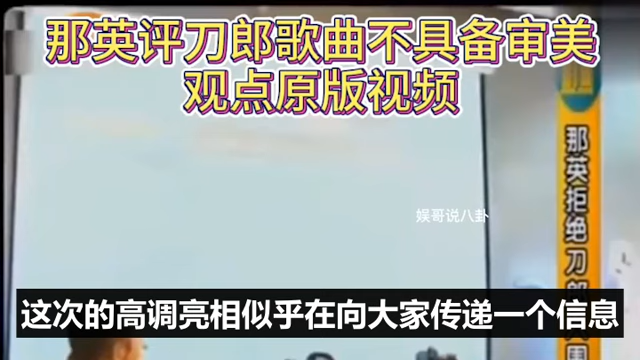 那英评刀郎歌曲不具备审美
观点原版视频
那英拒绝刀郎
娱哥说八卦
这次的高调亮相似乎在向大家传递一个信息